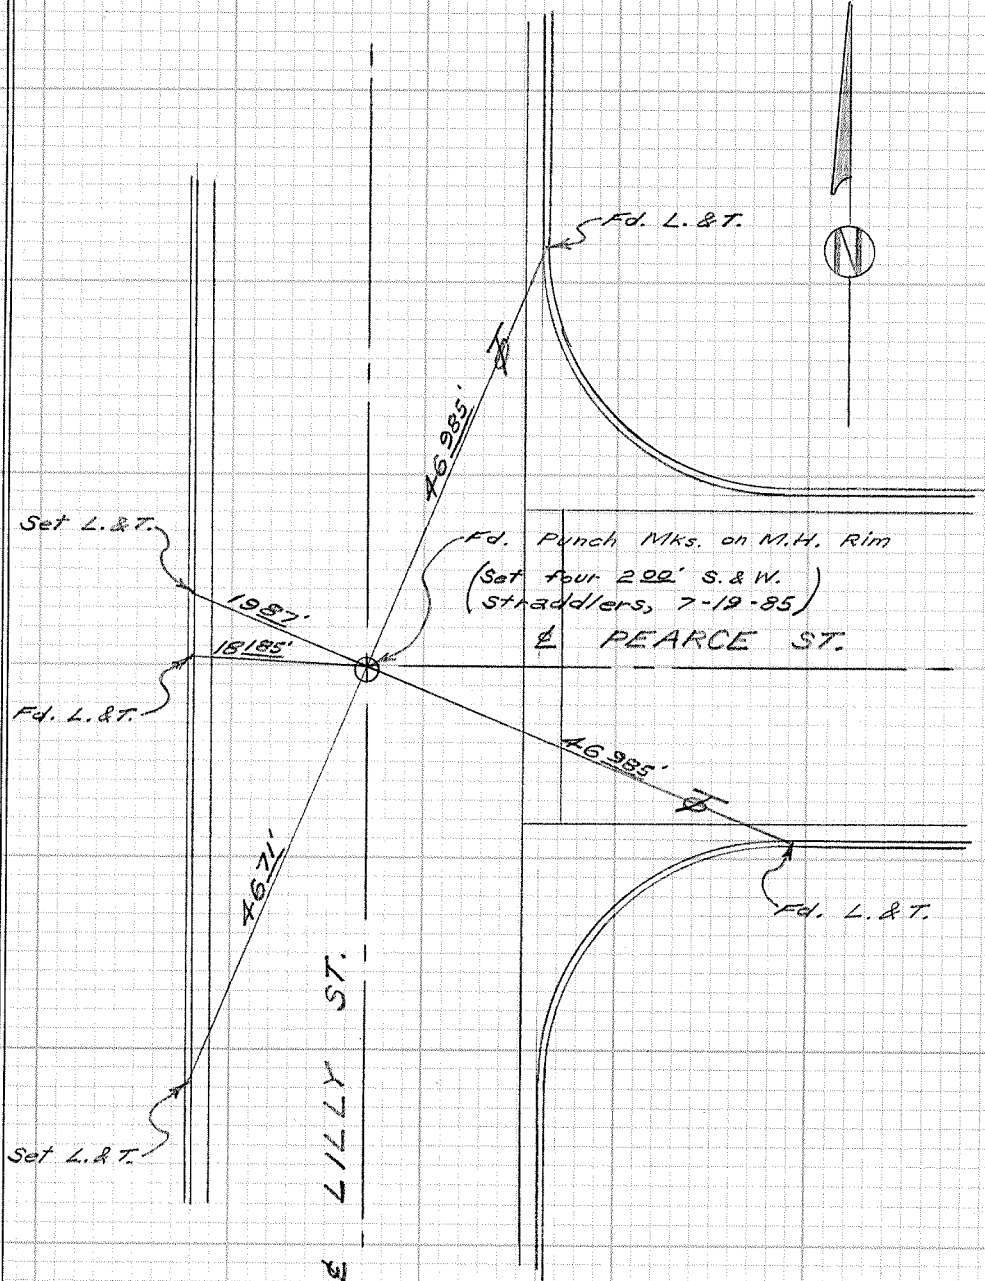 Fd. L. & T.
N
46.985'
Set L. & T.
Fd. Punch Mks. on M.H. Rim
(Set four 2.00' S. & W.
straddlers, 7-19-85)
19.87'
18.185'
℄ PEARCE ST.
Fd. L. & T.
46.985'
46.71'
Fd. L. & T.
℄ LILLY ST.
Set L. & T.